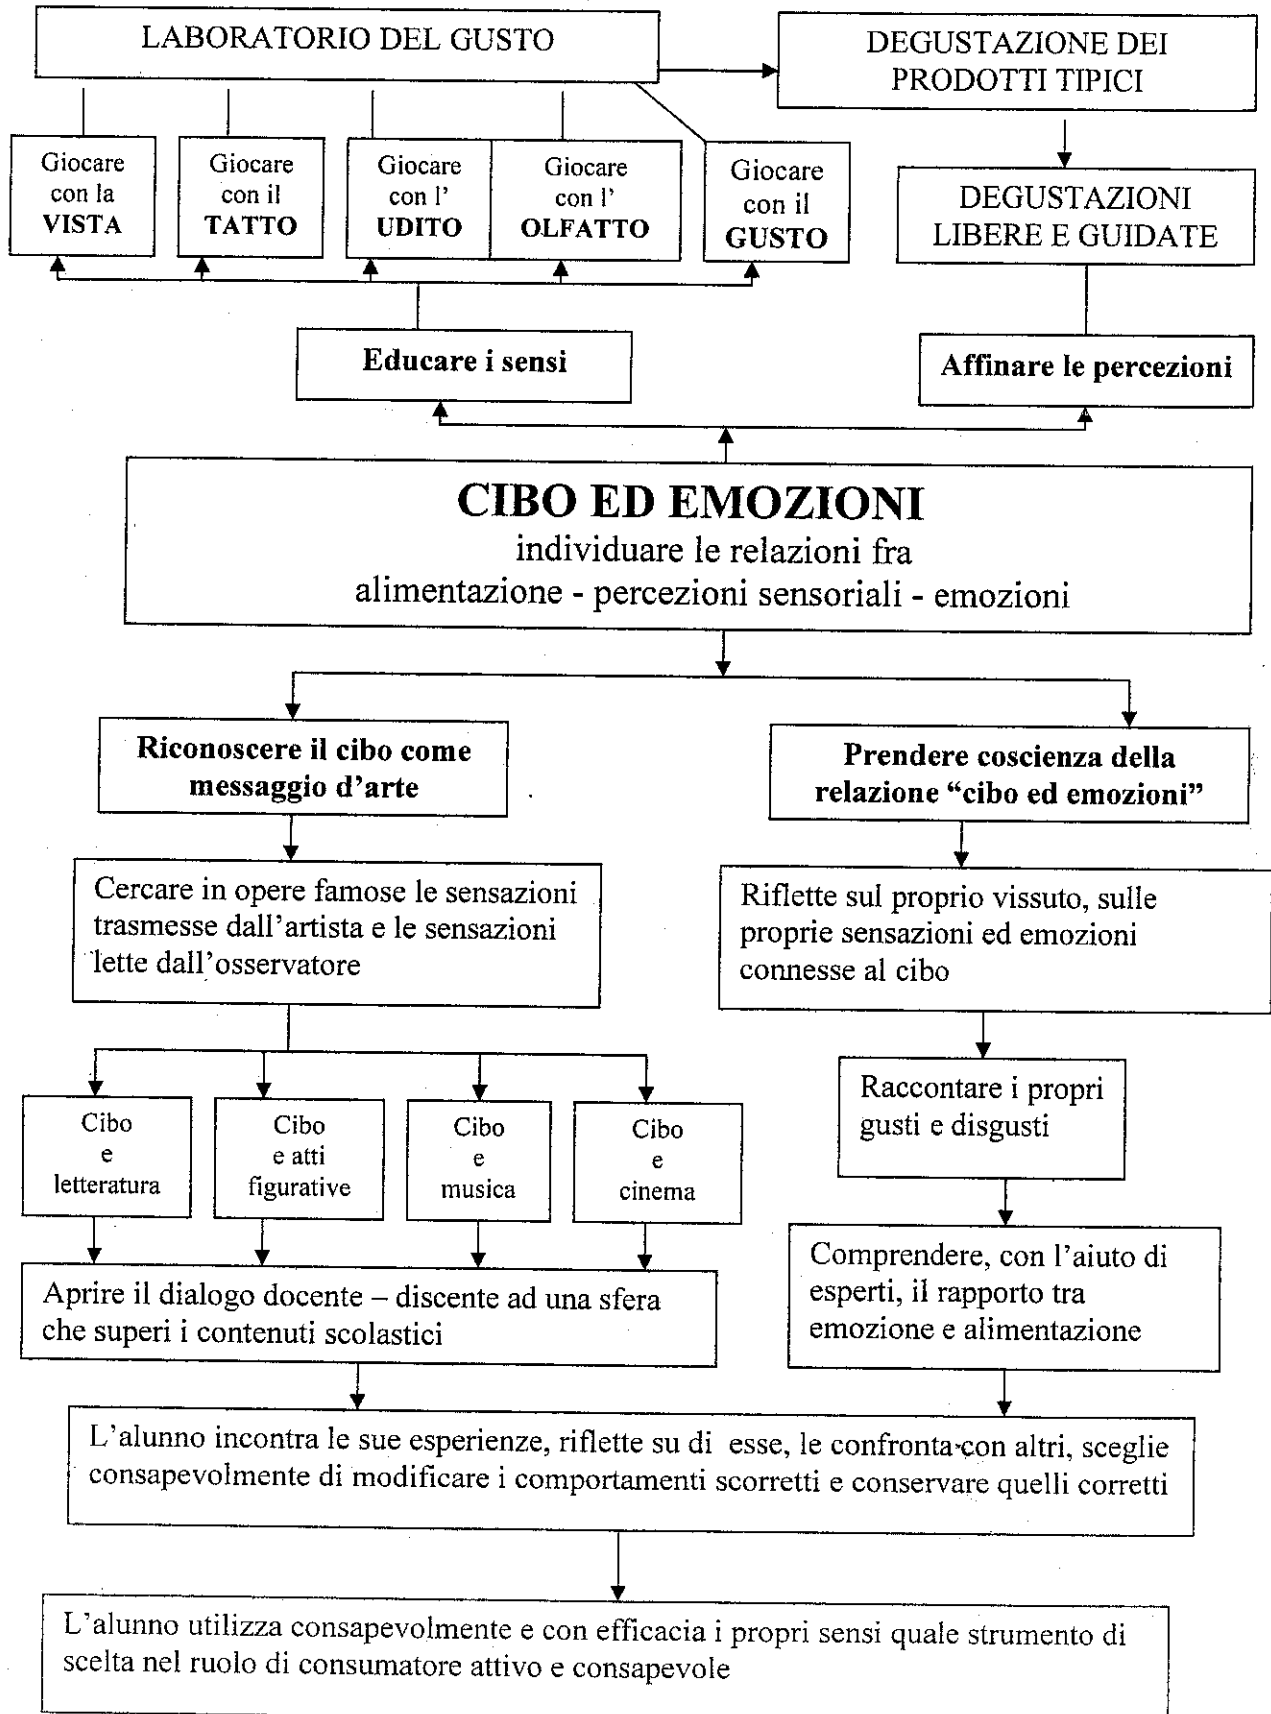 LABORATORIO DEL GUSTO
DEGUSTAZIONE DEI
PRODOTTI TIPICI
Giocare
con la
VISTA
Giocare
con il
TATTO
Giocare
con l'
UDITO
Giocare
con l'
OLFATTO
Giocare
con il
GUSTO
DEGUSTAZIONI
LIBERE E GUIDATE
Educare i sensi
Affinare le percezioni
CIBO ED EMOZIONI
individuare le relazioni fra
alimentazione - percezioni sensoriali - emozioni
Riconoscere il cibo come
messaggio d'arte
Prendere coscienza della
relazione “cibo ed emozioni”
Cercare in opere famose le sensazioni
trasmesse dall'artista e le sensazioni
lette dall'osservatore
Riflette sul proprio vissuto, sulle
proprie sensazioni ed emozioni
connesse al cibo
Cibo
e
letteratura
Cibo
e atti
figurative
Cibo
e
musica
Cibo
e
cinema
Raccontare i propri
gusti e disgusti
Aprire il dialogo docente – discente ad una sfera
che superi i contenuti scolastici
Comprendere, con l'aiuto di
esperti, il rapporto tra
emozione e alimentazione
L'alunno incontra le sue esperienze, riflette su di esse, le confronta con altri, sceglie
consapevolmente di modificare i comportamenti scorretti e conservare quelli corretti
L'alunno utilizza consapevolmente e con efficacia i propri sensi quale strumento di
scelta nel ruolo di consumatore attivo e consapevole